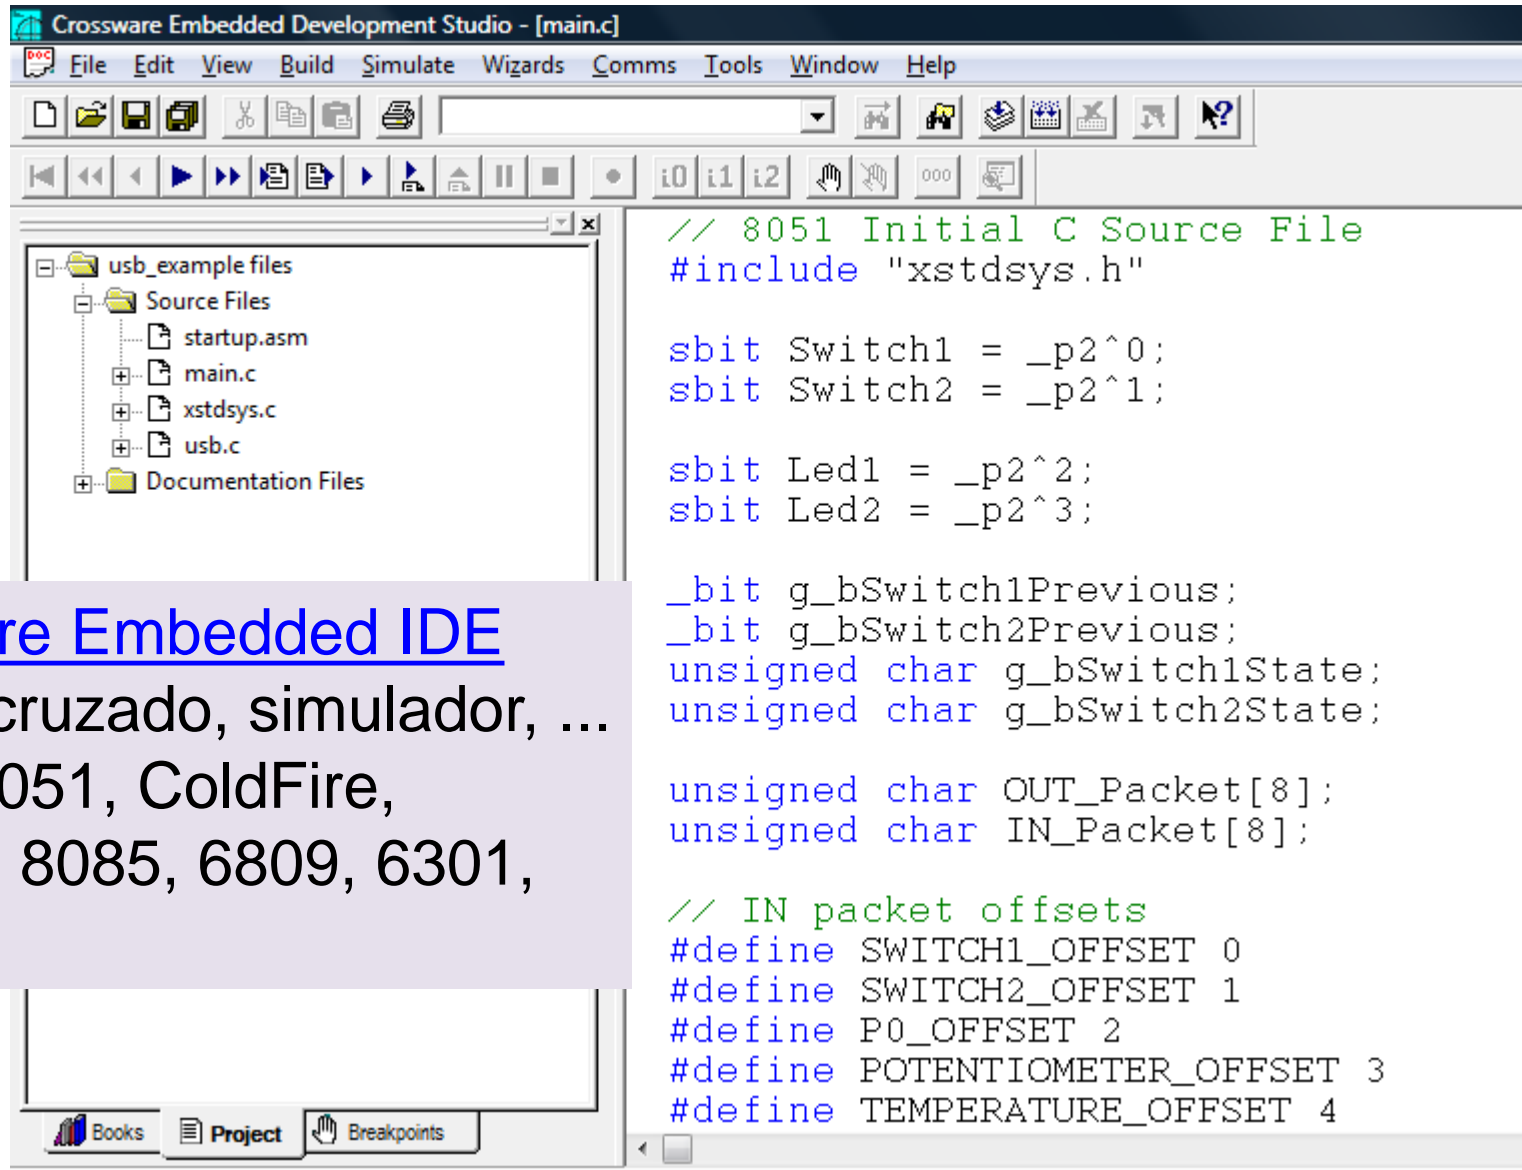 Crossware Embedded Development Studio - [main.c]
File Edit View Build Simulate Wizards Comms Tools Window Help
i0 i1 i2
usb_example files
Source Files
startup.asm
main.c
xstdsys.c
usb.c
Documentation Files
re Embedded IDE
cruzado, simulador, ...
051, ColdFire,
8085, 6809, 6301,
Books Project Breakpoints
// 8051 Initial C Source File
#include "xstdsys.h"
sbit Switch1 = _p2^0;
sbit Switch2 = _p2^1;
sbit Led1 = _p2^2;
sbit Led2 = _p2^3;
_bit g_bSwitch1Previous;
_bit g_bSwitch2Previous;
unsigned char g_bSwitch1State;
unsigned char g_bSwitch2State;
unsigned char OUT_Packet[8];
unsigned char IN_Packet[8];
// IN packet offsets
#define SWITCH1_OFFSET 0
#define SWITCH2_OFFSET 1
#define P0_OFFSET 2
#define POTENTIOMETER_OFFSET 3
#define TEMPERATURE_OFFSET 4